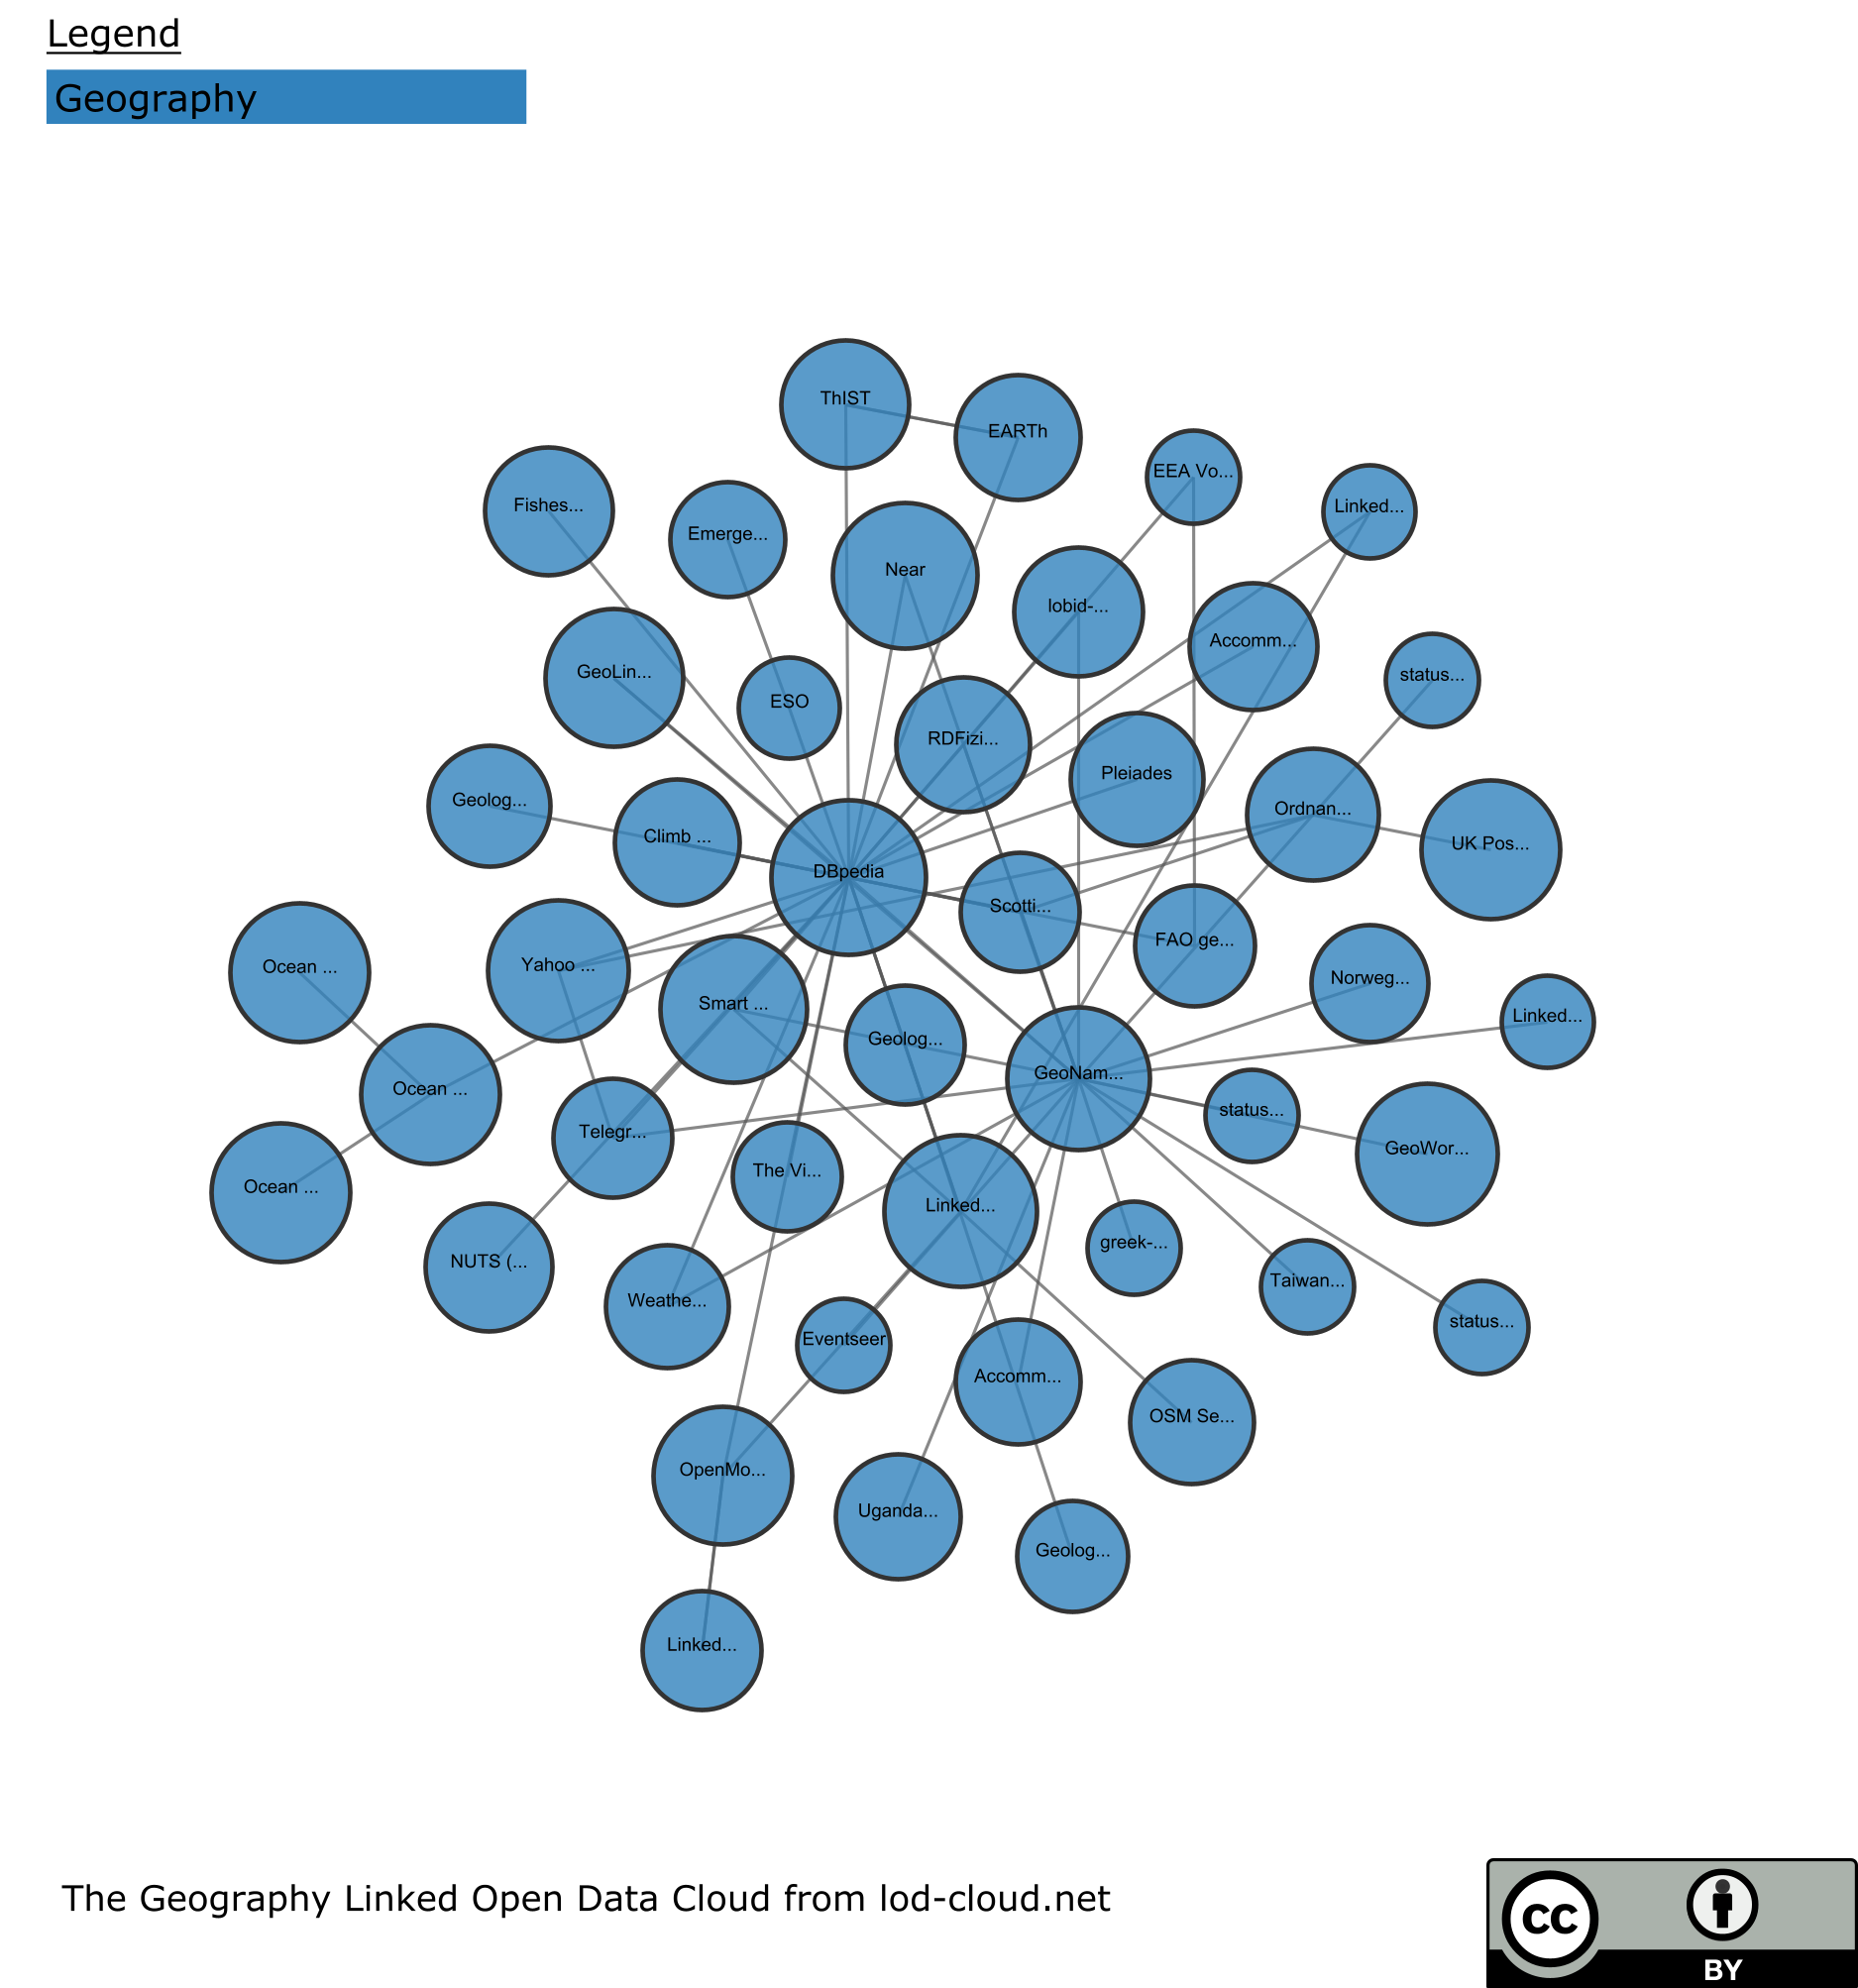 Legend
Geography
ThIST
EARTh
EEA Vo...
Linked...
Fishes...
Emerge...
Near
lobid-...
Accomm...
status...
GeoLin...
ESO
RDFizi...
Pleiades
Ordnan...
UK Pos...
Geolog...
Climb ...
DBpedia
Scotti...
FAO ge...
Norweg...
Linked...
Ocean ...
Yahoo ...
Smart ...
Geolog...
GeoNam...
status...
GeoWor...
Ocean ...
Telegr...
The Vi...
Linked...
greek-...
Taiwan...
status...
Ocean ...
NUTS (...
Weathe...
Eventseer
Accomm...
OSM Se...
OpenMo...
Uganda...
Geolog...
Linked...
The Geography Linked Open Data Cloud from lod-cloud.net
cc
BY